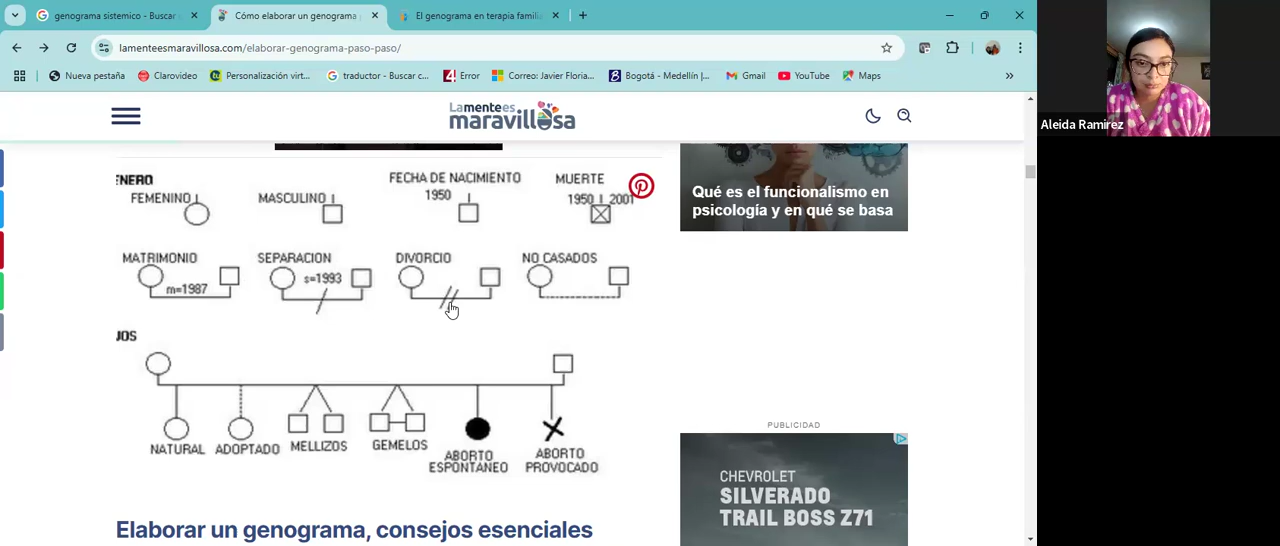 genograma sistemico - Buscar c
Cómo elaborar un genograma p
El genograma en terapia familia
lamenteesmaravillosa.com/elaborar-genograma-paso-paso/
Nueva pestaña
Clarovideo
Personalización virt...
traductor - Buscar c...
Error
Correo: Javier Floria...
Bogotá - Medellín |...
Gmail
YouTube
Maps
La mente es maravillosa
Aleida Ramirez
ENERO
FEMENINO
MASCULINO
FECHA DE NACIMIENTO
1950
MUERTE
1950 2001
Qué es el funcionalismo en
psicología y en qué se basa
MATRIMONIO
m=1987
SEPARACION
s=1993
DIVORCIO
NO CASADOS
JOS
NATURAL
ADOPTADO
MELLIZOS
GEMELOS
ABORTO
ESPONTANEO
ABORTO
PROVOCADO
PUBLICIDAD
CHEVROLET
SILVERADO
TRAIL BOSS Z71
Elaborar un genograma, consejos esenciales